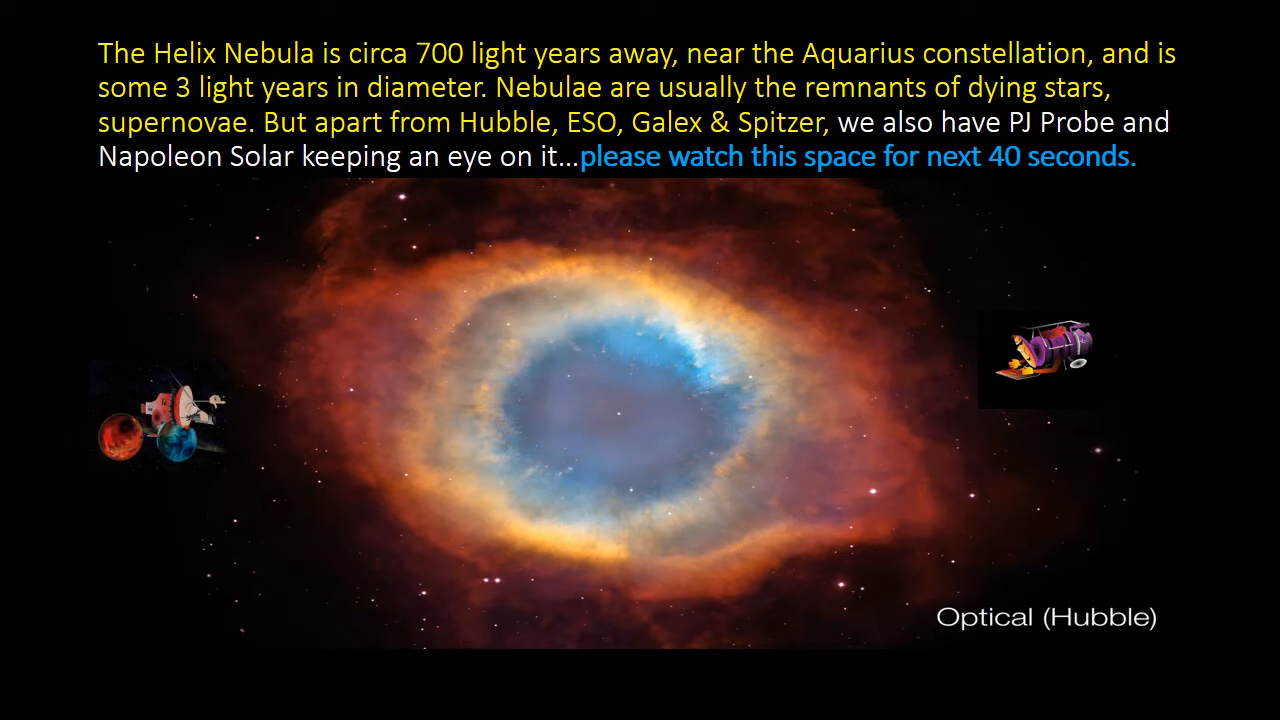 The Helix Nebula is circa 700 light years away, near the Aquarius constellation, and is
some 3 light years in diameter. Nebulae are usually the remnants of dying stars,
supernovae. But apart from Hubble, ESO, Galex & Spitzer, we also have PJ Probe and
Napoleon Solar keeping an eye on it…please watch this space for next 40 seconds.
Optical (Hubble)